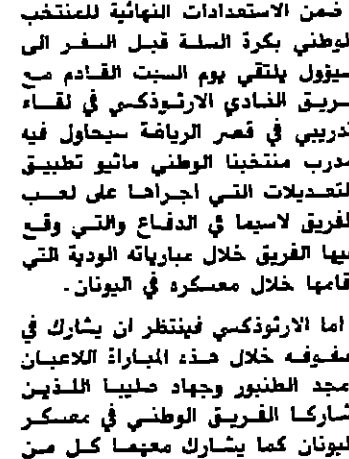 ضمن الاستعدادات النهائية للمنتخب
لوطني بكرة السلة قبل السفر الى
سيؤول يلتقي يوم السبت القادم مع
ـريق النادي الارثوذكسي في لقاء
تدريبي في قصر الرياضة سيحاول فيه
مدرب منتخبنا الوطني ماثيو تطبيق
لتعديلات التي اجراها على لعب
لفريق لاسيما في الدفاع والتي وقع
فيها الفريق خلال مبارياته الودية التي
قامها خلال معسكره في اليونان.
اما الارثوذكسي فينتظر ان يشارك في
صفوفه خلال هذه المباراة اللاعبان
مجد الطنبور وجهاد صليبا اللذين
شاركا الفريق الوطني في معسكر
ليونان كما يشارك معهما كل من